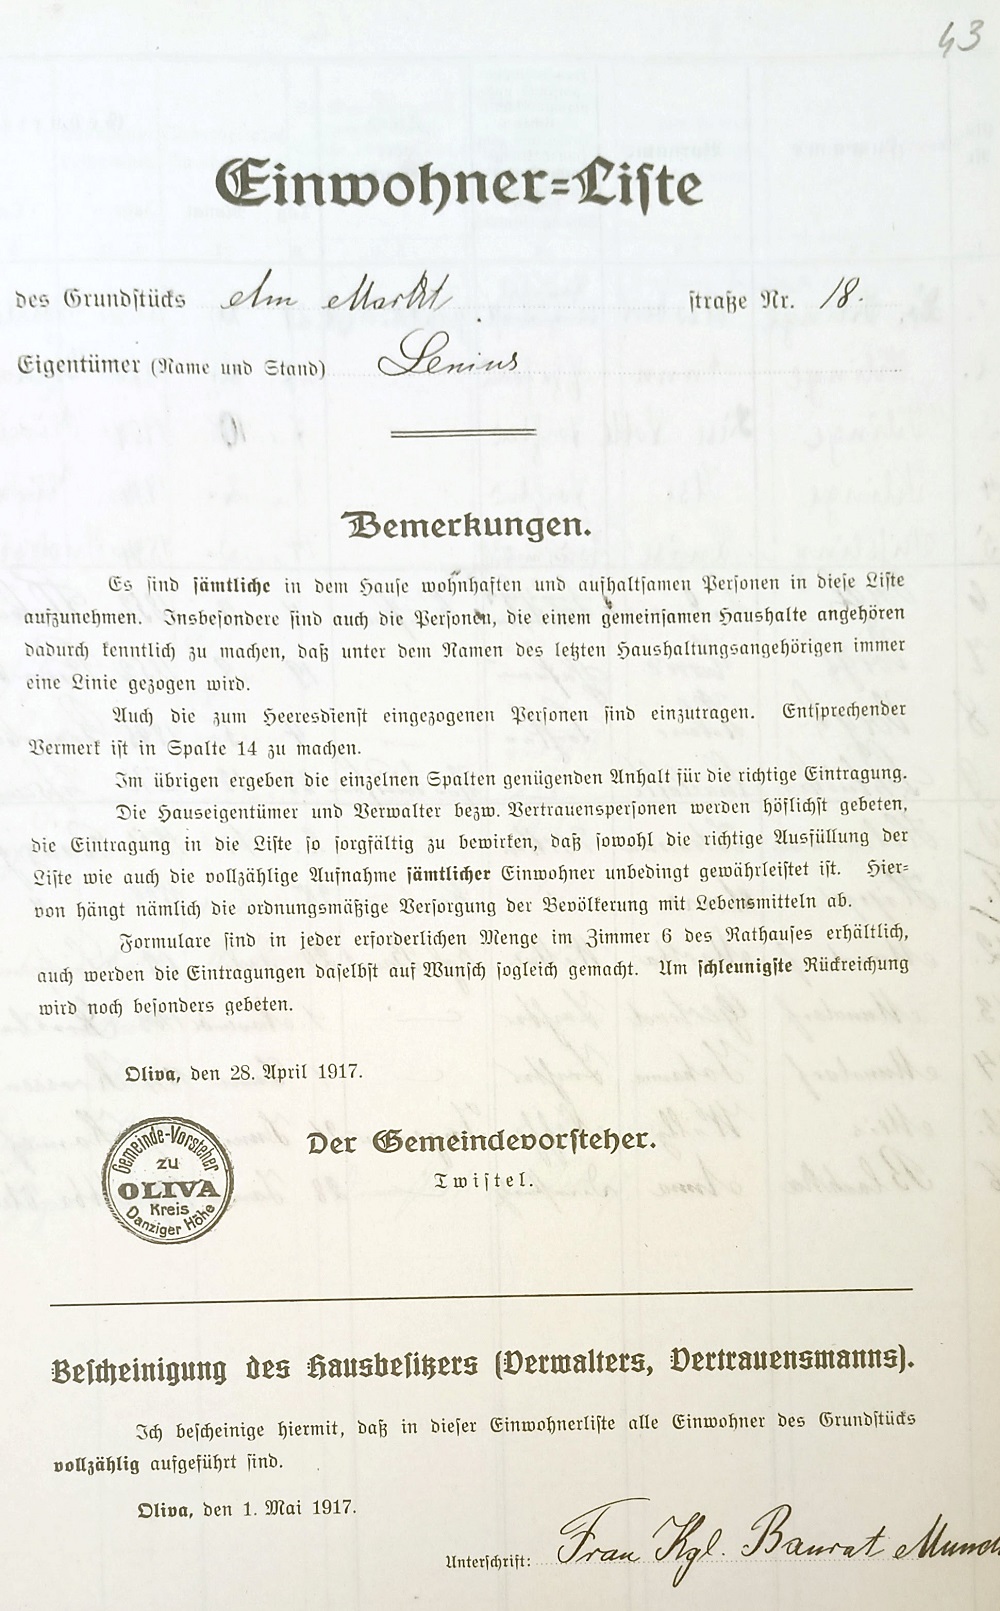 43
Einwohner=Liste
des Grundstücks Am Markt straße Nr. 18.
Eigentümer (Name und Stand) Lenius
Bemerkungen.
Es sind sämtliche in dem Hause wohnhaften und aufhaltsamen Personen in diese Liste
aufzunehmen. Insbesondere sind auch die Personen, die einem gemeinsamen Haushalte angehören
dadurch kenntlich zu machen, daß unter dem Namen des letzten Haushaltungsangehörigen immer
eine Linie gezogen wird.
Auch die zum Heeresdienst eingezogenen Personen sind einzutragen. Entsprechender
Vermerk ist in Spalte 14 zu machen.
Im übrigen ergeben die einzelnen Spalten genügenden Anhalt für die richtige Eintragung.
Die Hauseigentümer und Verwalter bezw. Vertrauenspersonen werden höflichst gebeten,
die Eintragung in die Liste so sorgfältig zu bewirken, daß sowohl die richtige Ausfüllung der
Liste wie auch die vollzählige Aufnahme sämtlicher Einwohner unbedingt gewährleistet ist. Hier=
von hängt nämlich die ordnungsmäßige Versorgung der Bevölkerung mit Lebensmitteln ab.
Formulare sind in jeder erforderlichen Menge im Zimmer 6 des Rathauses erhältlich,
auch werden die Eintragungen daselbst auf Wunsch sogleich gemacht. Um schleunigste Rückreichung
wird noch besonders gebeten.
Oliva, den 28. April 1917.
Gemeinde-Vorsteher
zu
OLIVA
Kreis
Danziger Höhe
Der Gemeindevorsteher.
Twistel.
Bescheinigung des Hausbesitzers (Verwalters, Vertrauensmanns).
Ich bescheinige hiermit, daß in dieser Einwohnerliste alle Einwohner des Grundstücks
vollzählig aufgeführt sind.
Oliva, den 1. Mai 1917.
Unterschrift: Frau Kgl. Baurat